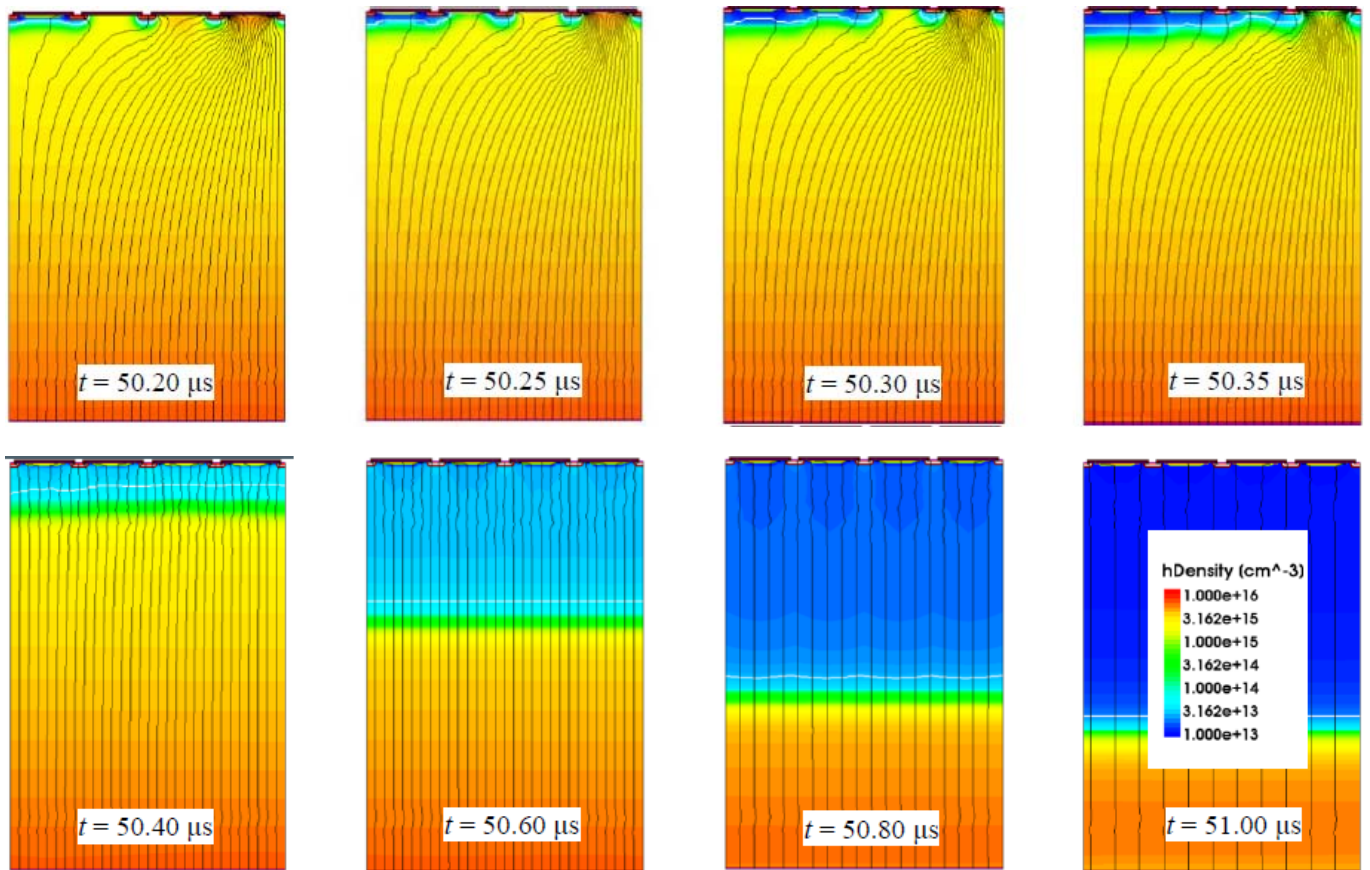 t = 50.20 µs
t = 50.25 µs
t = 50.30 µs
t = 50.35 µs
t = 50.40 µs
t = 50.60 µs
t = 50.80 µs
hDensity (cm^-3)
1.000e+16
3.162e+15
1.000e+15
3.162e+14
1.000e+14
3.162e+13
1.000e+13
t = 51.00 µs